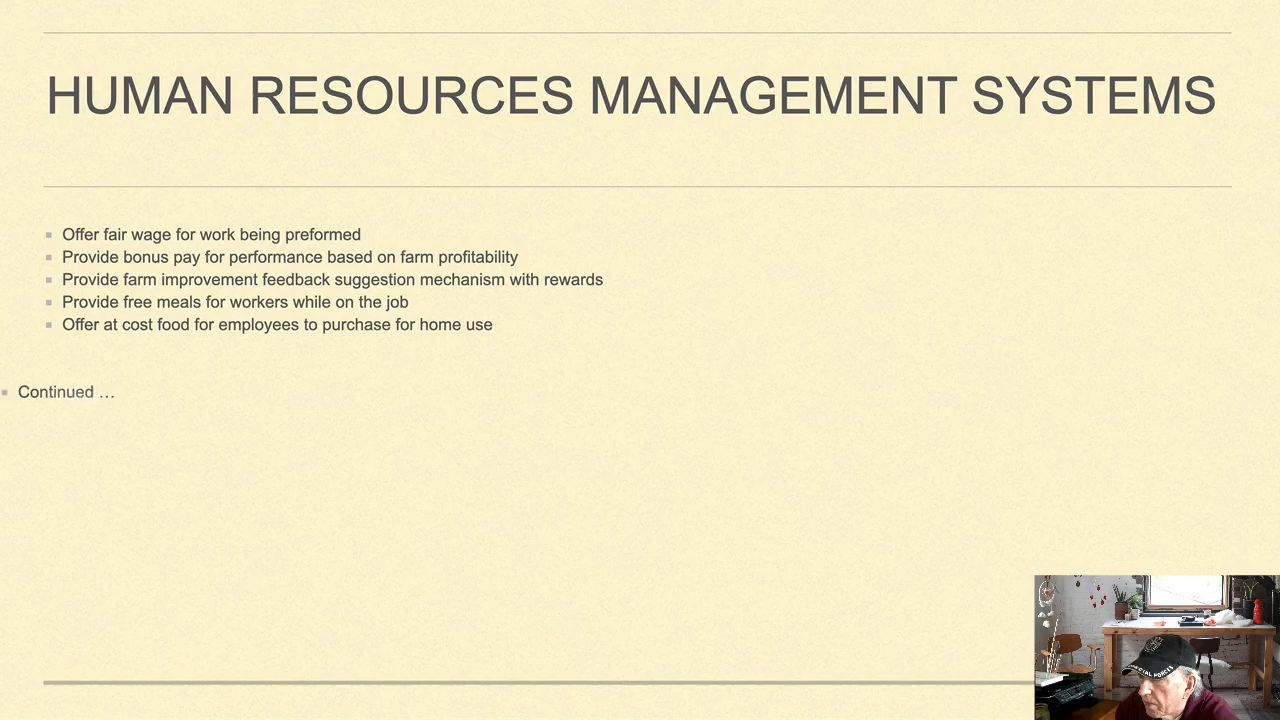 HUMAN RESOURCES MANAGEMENT SYSTEMS
Offer fair wage for work being preformed
Provide bonus pay for performance based on farm profitability
Provide farm improvement feedback suggestion mechanism with rewards
Provide free meals for workers while on the job
Offer at cost food for employees to purchase for home use
Continued …
SPECIAL FORCES